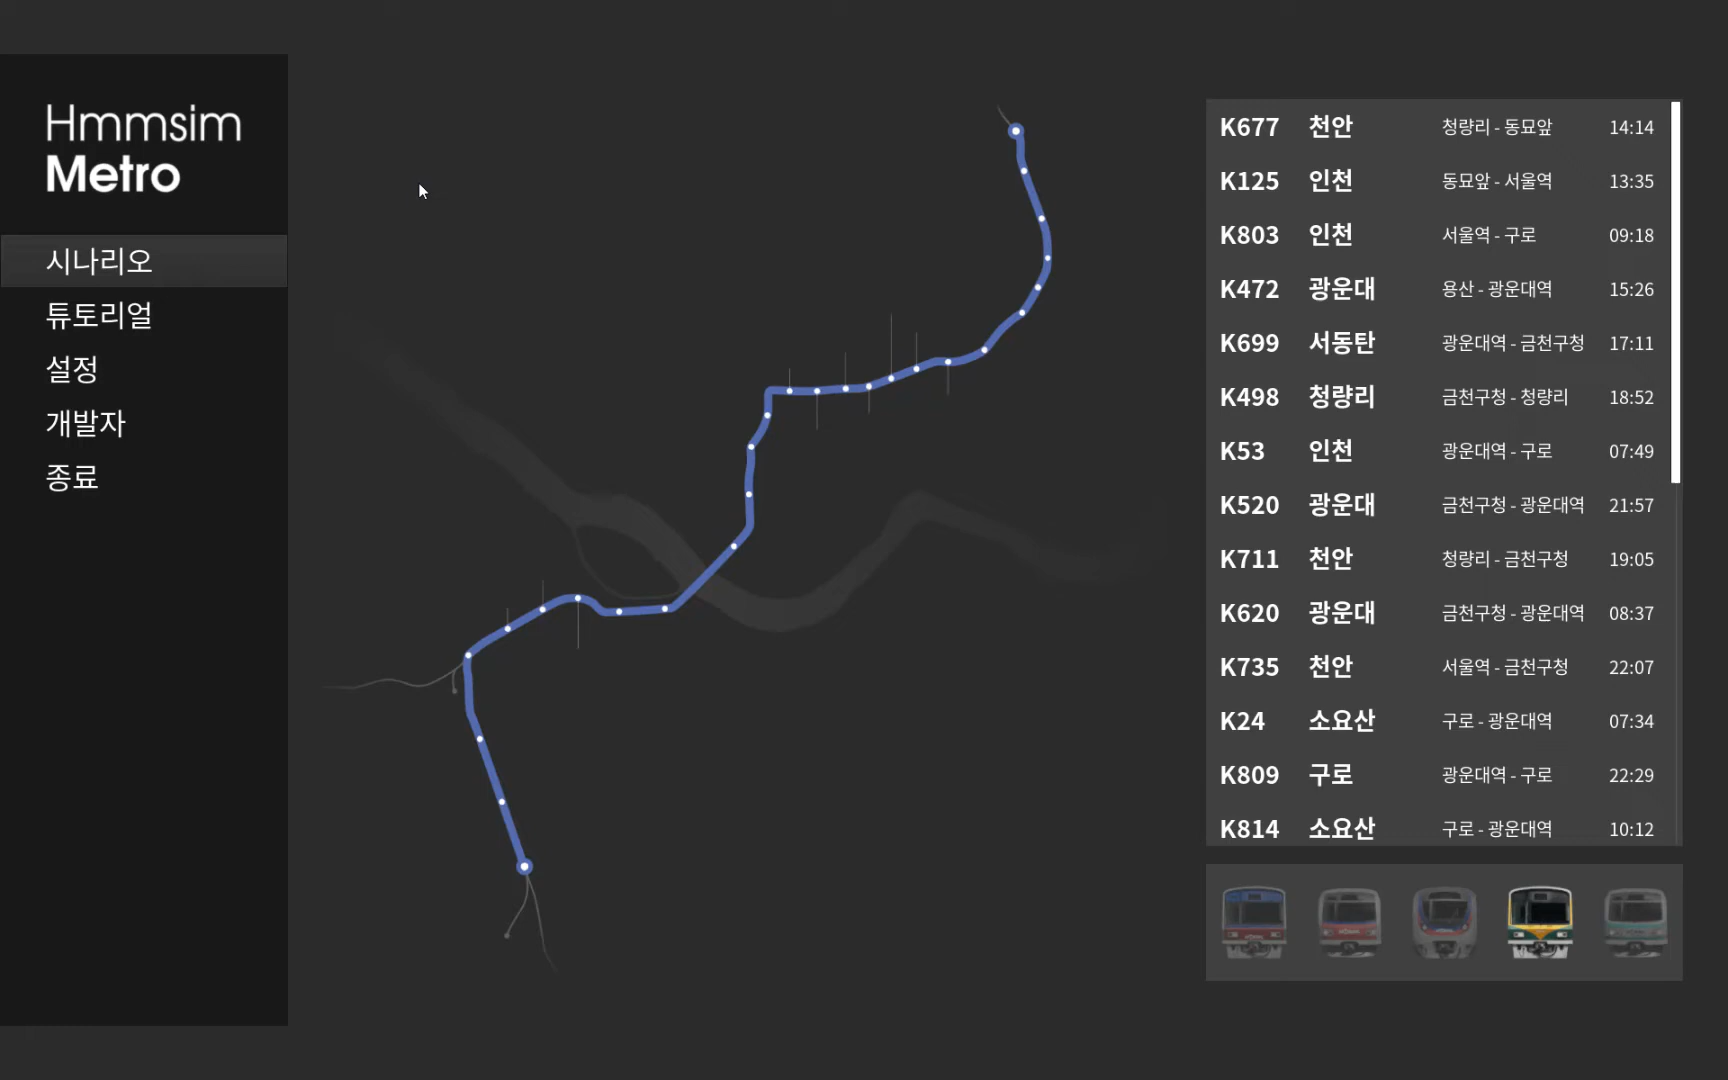 Hmmsim
Metro
시나리오
튜토리얼
설정
개발자
종료
K677 천안 청량리 - 동묘앞 14:14
K125 인천 동묘앞 - 서울역 13:35
K803 인천 서울역 - 구로 09:18
K472 광운대 용산 - 광운대역 15:26
K699 서동탄 광운대역 - 금천구청 17:11
K498 청량리 금천구청 - 청량리 18:52
K53 인천 광운대역 - 구로 07:49
K520 광운대 금천구청 - 광운대역 21:57
K711 천안 청량리 - 금천구청 19:05
K620 광운대 금천구청 - 광운대역 08:37
K735 천안 서울역 - 금천구청 22:07
K24 소요산 구로 - 광운대역 07:34
K809 구로 광운대역 - 구로 22:29
K814 소요산 구로 - 광운대역 10:12